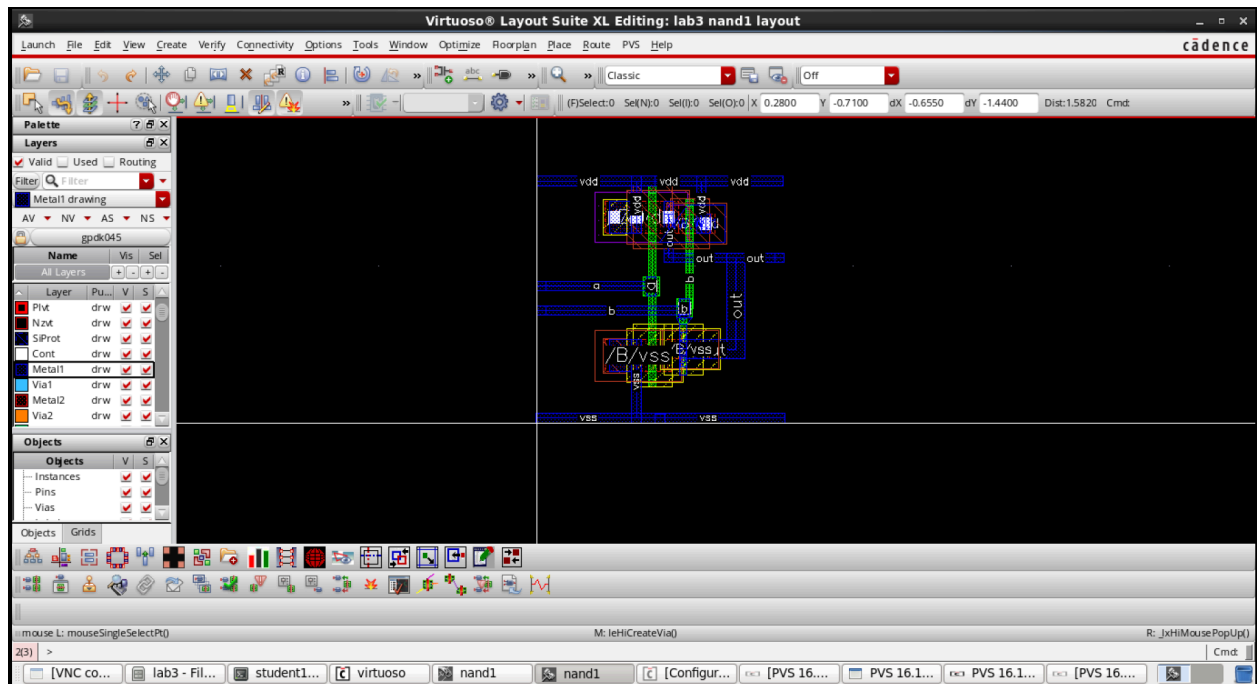 Virtuoso® Layout Suite XL Editing: lab3 nand1 layout
Launch File Edit View Create Verify Connectivity Options Tools Window Optimize Floorplan Place Route PVS Help
cādence
» » » Classic Off
» (F)Select:0 Sel(N):0 Sel(I):0 Sel(O):0 X 0.2800 Y -0.7100 dX -0.6550 dY -1.4400 Dist:1.5820 Cmd:
Palette
Layers
Valid Used Routing
Filter Filter
Metal1 drawing
AV NV AS NS
gpdk045
Name Vis Sel
All Layers + - + -
Layer Pu... V S
Plvt drw
Nzvt drw
SiProt drw
Cont drw
Metal1 drw
Via1 drw
Metal2 drw
Via2 drw
Objects
Objects V S
Instances
Pins
Vias
Objects Grids
vdd vdd vdd
vdd vdd
out
out out
a a
b
b b
out
/B/vss /B/vss
vss
vss vss
mouse L: mouseSingleSelectPt() M: leHiCreateVia() R: _lxHiMousePopUp()
2(3) > Cmd:
[VNC co... lab3 - Fil... student1... virtuoso nand1 nand1 [Configur... [PVS 16.... PVS 16.1... PVS 16.1... [PVS 16....